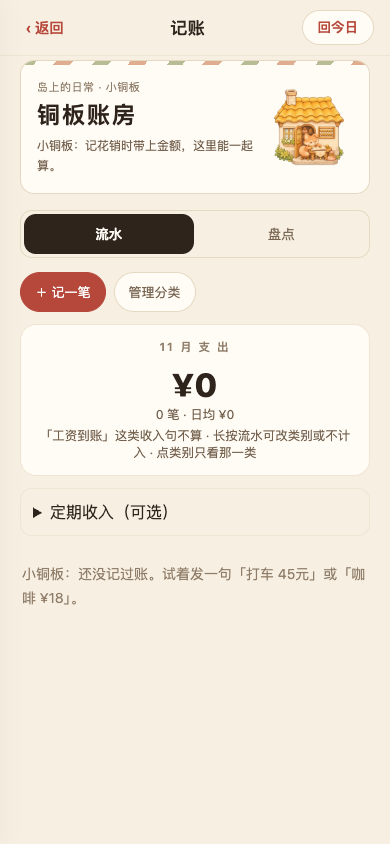 ‹ 返回
记账
回今日
岛上的日常 · 小铜板
铜板账房
小铜板：记花销时带上金额，这里能一起
算。
流水
盘点
＋ 记一笔
管理分类
11 月 支 出
¥0
0 笔 · 日均 ¥0
「工资到账」这类收入句不算 · 长按流水可改类别或不计
入 · 点类别只看那一类
▶ 定期收入（可选）
小铜板：还没记过账。试着发一句「打车 45元」或「咖
啡 ¥18」。